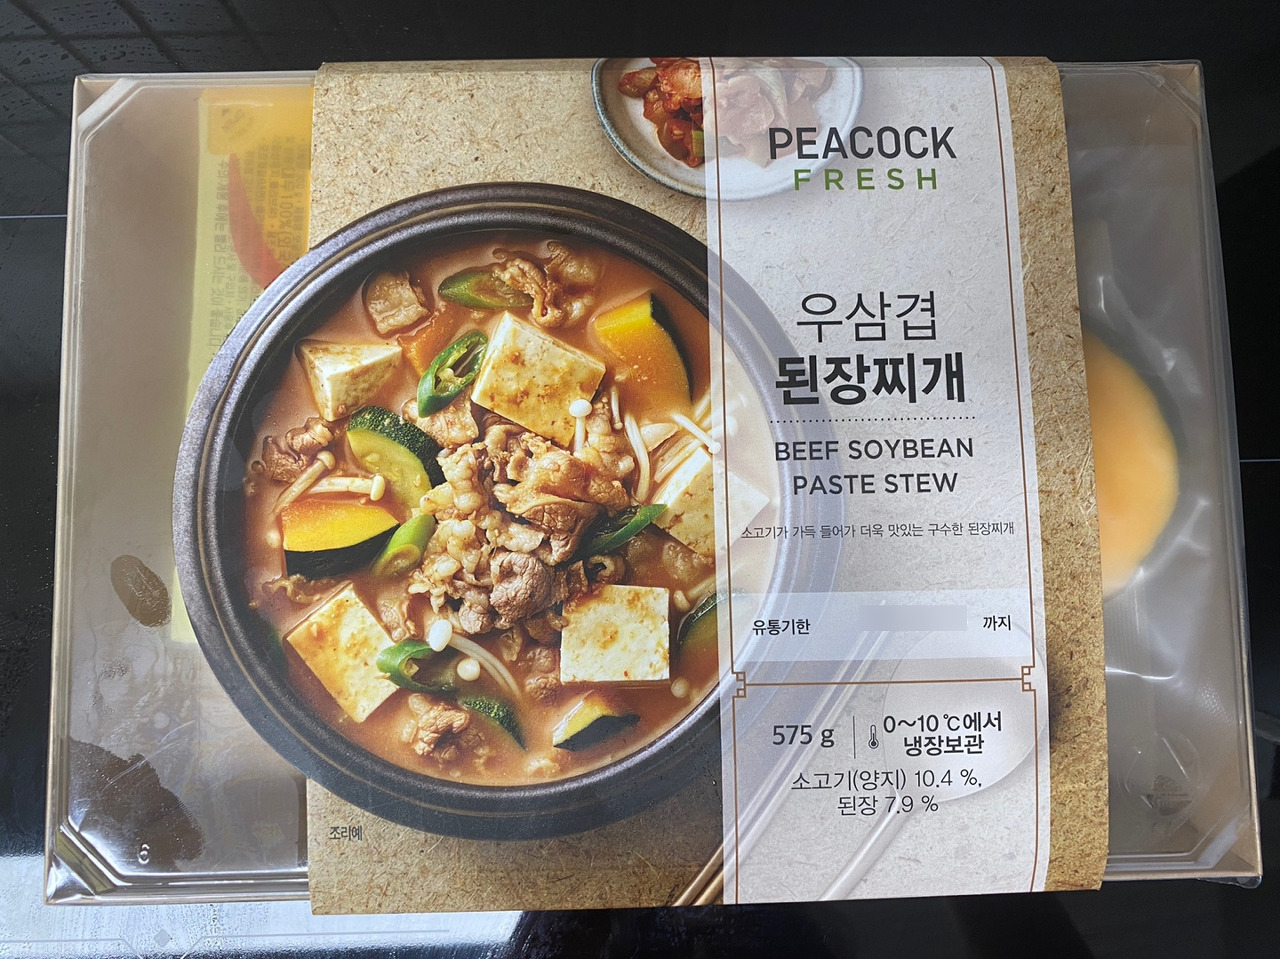 PEACOCK
FRESH
우삼겹
된장찌개
BEEF SOYBEAN
PASTE STEW
소고기가 가득 들어가 더욱 맛있는 구수한 된장찌개
유통기한 까지
575 g 0~10℃에서
냉장보관
소고기(양지) 10.4 %,
된장 7.9 %
조리예
6